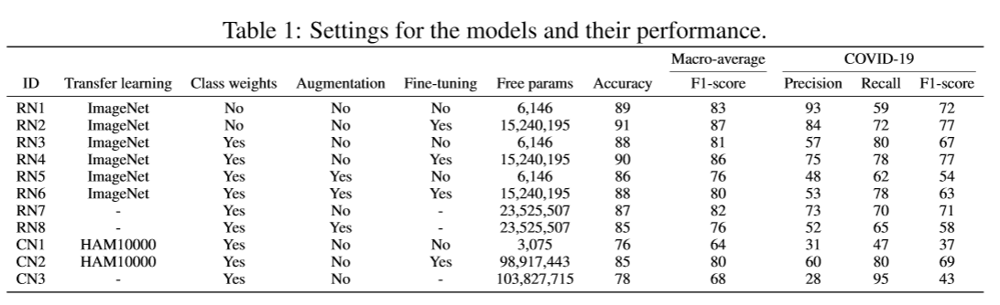 Table 1: Settings for the models and their performance.
Macro-average COVID-19
ID Transfer learning Class weights Augmentation Fine-tuning Free params Accuracy F1-score Precision Recall F1-score
RN1 ImageNet No No No 6,146 89 83 93 59 72
RN2 ImageNet No No Yes 15,240,195 91 87 84 72 77
RN3 ImageNet Yes No No 6,146 88 81 57 80 67
RN4 ImageNet Yes No Yes 15,240,195 90 86 75 78 77
RN5 ImageNet Yes Yes No 6,146 86 76 48 62 54
RN6 ImageNet Yes Yes Yes 15,240,195 88 80 53 78 63
RN7 - Yes No - 23,525,507 87 82 73 70 71
RN8 - Yes Yes - 23,525,507 85 76 52 65 58
CN1 HAM10000 Yes No No 3,075 76 64 31 47 37
CN2 HAM10000 Yes No Yes 98,917,443 85 80 60 80 69
CN3 - Yes No - 103,827,715 78 68 28 95 43